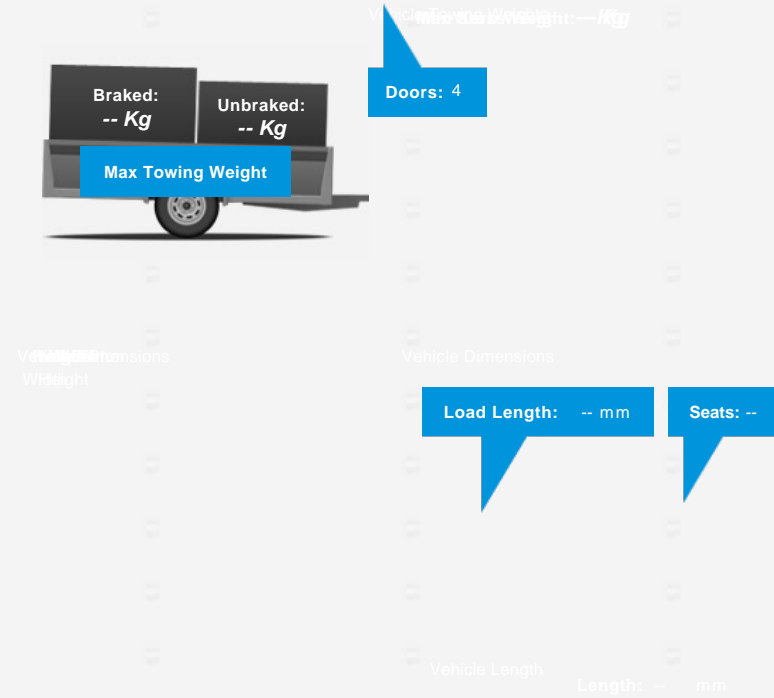 Doors: 4
Braked:
-- Kg
Unbraked:
-- Kg
Max Towing Weight
Vehicle Dimensions
Load Length: -- mm
Seats: --
Vehicle Length
Length: -- mm